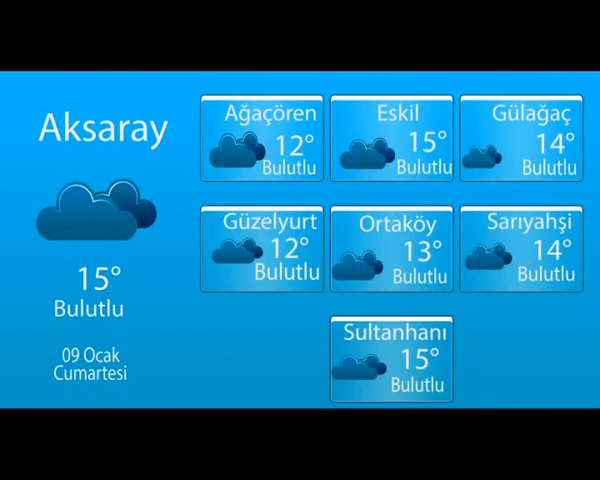 Aksaray
15°
Bulutlu
09 Ocak
Cumartesi
Ağaçören
12°
Bulutlu
Eskil
15°
Bulutlu
Gülağaç
14°
Bulutlu
Güzelyurt
12°
Bulutlu
Ortaköy
13°
Bulutlu
Sarıyahşi
14°
Bulutlu
Sultanhanı
15°
Bulutlu